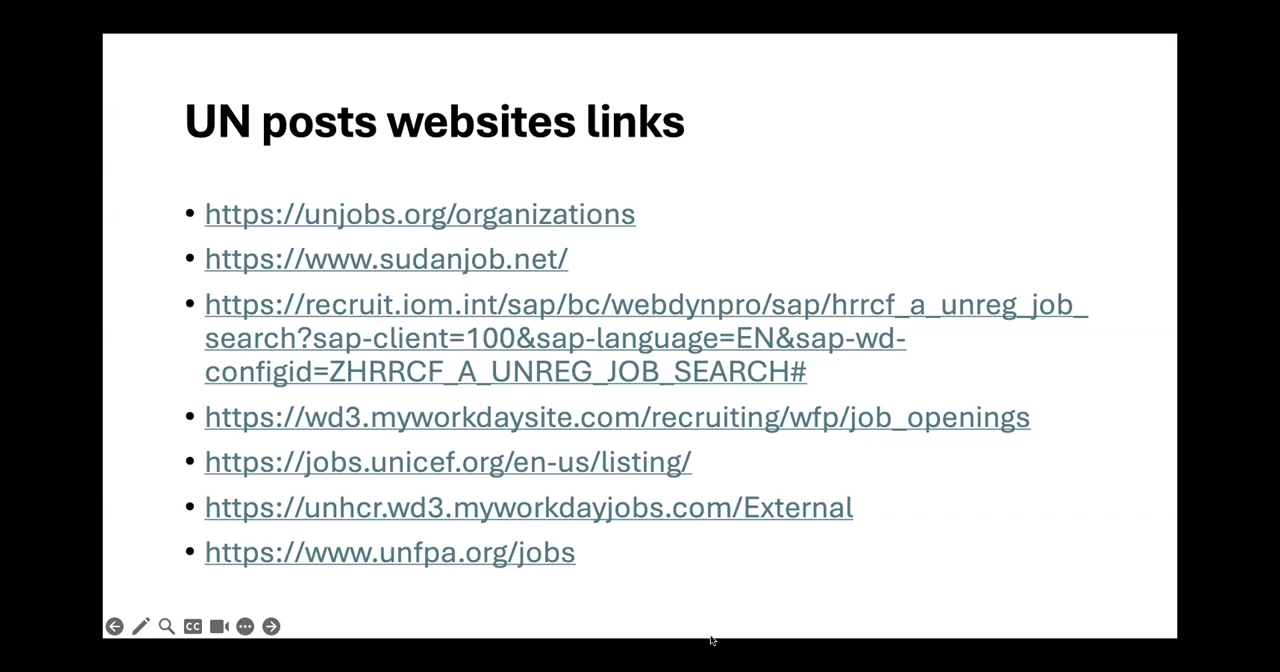 UN posts websites links
• https://unjobs.org/organizations
• https://www.sudanjob.net/
• https://recruit.iom.int/sap/bc/webdynpro/sap/hrrcf_a_unreg_job_
search?sap-client=100&sap-language=EN&sap-wd-
configid=ZHRRCF_A_UNREG_JOB_SEARCH#
• https://wd3.myworkdaysite.com/recruiting/wfp/job_openings
• https://jobs.unicef.org/en-us/listing/
• https://unhcr.wd3.myworkdayjobs.com/External
• https://www.unfpa.org/jobs
CC